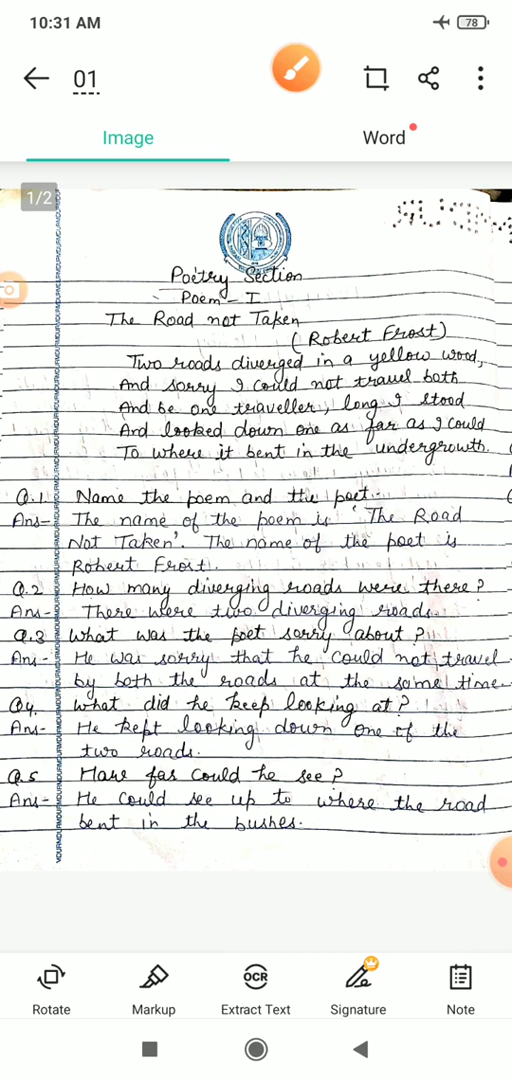 10:31 AM
78
01
Image
Word
1/2
Poetry Section
Poem - I
The Road not Taken
(Robert Frost)
Two roads diverged in a yellow wood,
And sorry I could not travel both
And be one traveller, long I stood
And looked down one as far as I could
To where it bent in the undergrowth.
Q.1. Name the poem and the poet.
Ans- The name of the poem is 'The Road
Not Taken'. The name of the poet is
Robert Frost.
Q.2 How many diverging roads were there?
Ans- There were two diverging roads.
Q.3 What was the poet sorry about?
Ans- He was sorry that he could not travel
by both the roads at the same time.
Q4. What did he keep looking at?
Ans- He kept looking down one of the
two roads.
Q.5 How far could he see?
Ans- He could see up to where the road
bent in the bushes.
Rotate
Markup
OCR
Extract Text
Signature
Note